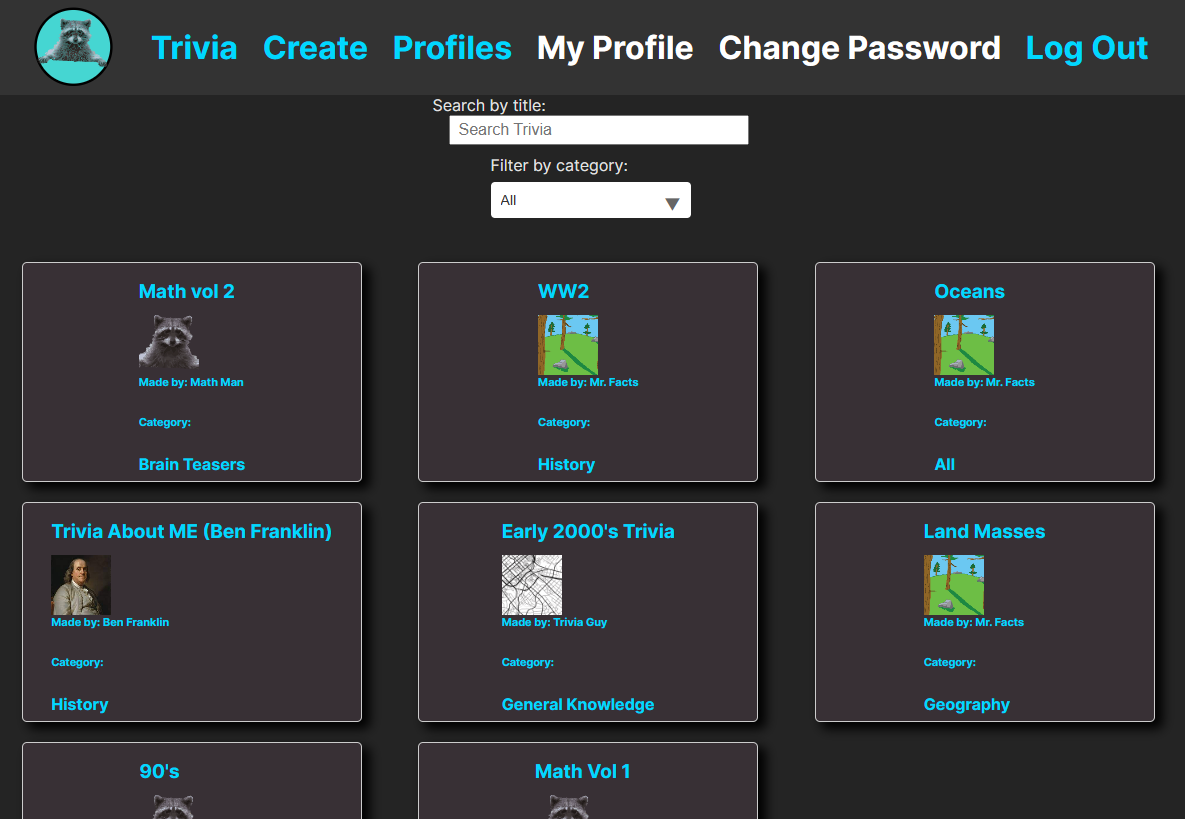 Trivia Create Profiles My Profile Change Password Log Out
Search by title:
Search Trivia
Filter by category:
All
Math vol 2
Made by: Math Man
Category:
Brain Teasers
WW2
Made by: Mr. Facts
Category:
History
Oceans
Made by: Mr. Facts
Category:
All
Trivia About ME (Ben Franklin)
Made by: Ben Franklin
Category:
History
Early 2000's Trivia
Made by: Trivia Guy
Category:
General Knowledge
Land Masses
Made by: Mr. Facts
Category:
Geography
90's
Math Vol 1